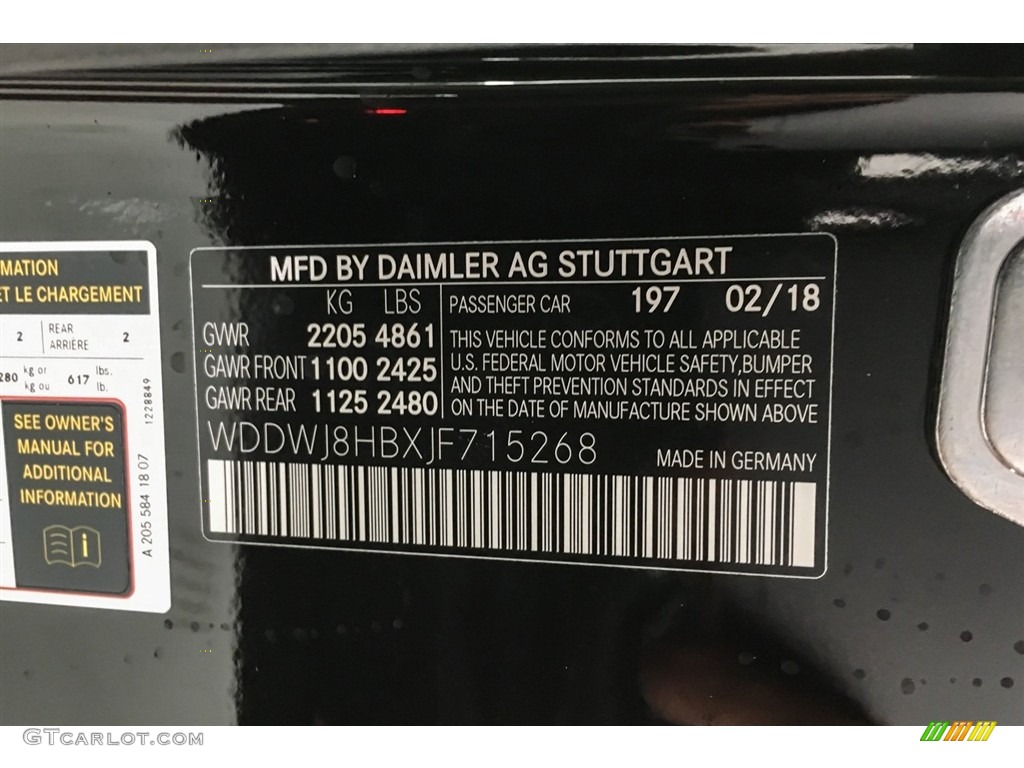 MATION
ET LE CHARGEMENT
2 REAR ARRIÈRE 2
280 kg or kg ou 617 lbs. lb.
SEE OWNER'S
MANUAL FOR
ADDITIONAL
INFORMATION
i
1228849
A 205 584 18 07
MFD BY DAIMLER AG STUTTGART
KG LBS
GVWR 2205 4861
GAWR FRONT 1100 2425
GAWR REAR 1125 2480
PASSENGER CAR 197 02/18
THIS VEHICLE CONFORMS TO ALL APPLICABLE
U.S. FEDERAL MOTOR VEHICLE SAFETY,BUMPER
AND THEFT PREVENTION STANDARDS IN EFFECT
ON THE DATE OF MANUFACTURE SHOWN ABOVE
WDDWJ8HBXJF715268
MADE IN GERMANY
GTCarlot.com